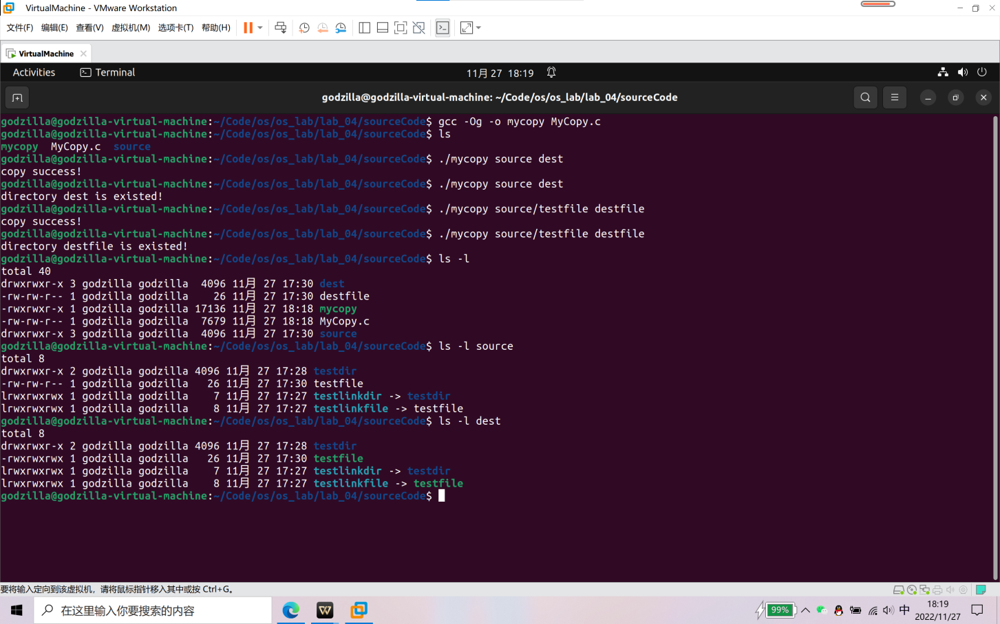 VirtualMachine - VMware Workstation
文件(F) 编辑(E) 查看(V) 虚拟机(M) 选项卡(T) 帮助(H)
VirtualMachine
Activities Terminal 11月 27 18:19
godzilla@godzilla-virtual-machine: ~/Code/os/os_lab/lab_04/sourceCode
godzilla@godzilla-virtual-machine:~/Code/os/os_lab/lab_04/sourceCode$ gcc -Og -o mycopy MyCopy.c
godzilla@godzilla-virtual-machine:~/Code/os/os_lab/lab_04/sourceCode$ ls
mycopy  MyCopy.c  source
godzilla@godzilla-virtual-machine:~/Code/os/os_lab/lab_04/sourceCode$ ./mycopy source dest
copy success!
godzilla@godzilla-virtual-machine:~/Code/os/os_lab/lab_04/sourceCode$ ./mycopy source dest
directory dest is existed!
godzilla@godzilla-virtual-machine:~/Code/os/os_lab/lab_04/sourceCode$ ./mycopy source/testfile destfile
copy success!
godzilla@godzilla-virtual-machine:~/Code/os/os_lab/lab_04/sourceCode$ ./mycopy source/testfile destfile
directory destfile is existed!
godzilla@godzilla-virtual-machine:~/Code/os/os_lab/lab_04/sourceCode$ ls -l
total 40
drwxrwxr-x 3 godzilla godzilla  4096 11月 27 17:30 dest
-rw-rw-r-- 1 godzilla godzilla    26 11月 27 17:30 destfile
-rwxrwxr-x 1 godzilla godzilla 17136 11月 27 18:18 mycopy
-rw-rw-r-- 1 godzilla godzilla  7679 11月 27 18:18 MyCopy.c
drwxrwxr-x 3 godzilla godzilla  4096 11月 27 17:30 source
godzilla@godzilla-virtual-machine:~/Code/os/os_lab/lab_04/sourceCode$ ls -l source
total 8
drwxrwxr-x 2 godzilla godzilla 4096 11月 27 17:28 testdir
-rw-rw-r-- 1 godzilla godzilla   26 11月 27 17:30 testfile
lrwxrwxrwx 1 godzilla godzilla    7 11月 27 17:27 testlinkdir -> testdir
lrwxrwxrwx 1 godzilla godzilla    8 11月 27 17:27 testlinkfile -> testfile
godzilla@godzilla-virtual-machine:~/Code/os/os_lab/lab_04/sourceCode$ ls -l dest
total 8
drwxrwxr-x 2 godzilla godzilla 4096 11月 27 17:28 testdir
-rwxrwxrwx 1 godzilla godzilla   26 11月 27 17:30 testfile
lrwxrwxrwx 1 godzilla godzilla    7 11月 27 17:27 testlinkdir -> testdir
lrwxrwxrwx 1 godzilla godzilla    8 11月 27 17:27 testlinkfile -> testfile
godzilla@godzilla-virtual-machine:~/Code/os/os_lab/lab_04/sourceCode$
要将输入定向到该虚拟机，请将鼠标指针移入其中或按 Ctrl+G。
在这里输入你要搜索的内容
99% 中 18:19
2022/11/27